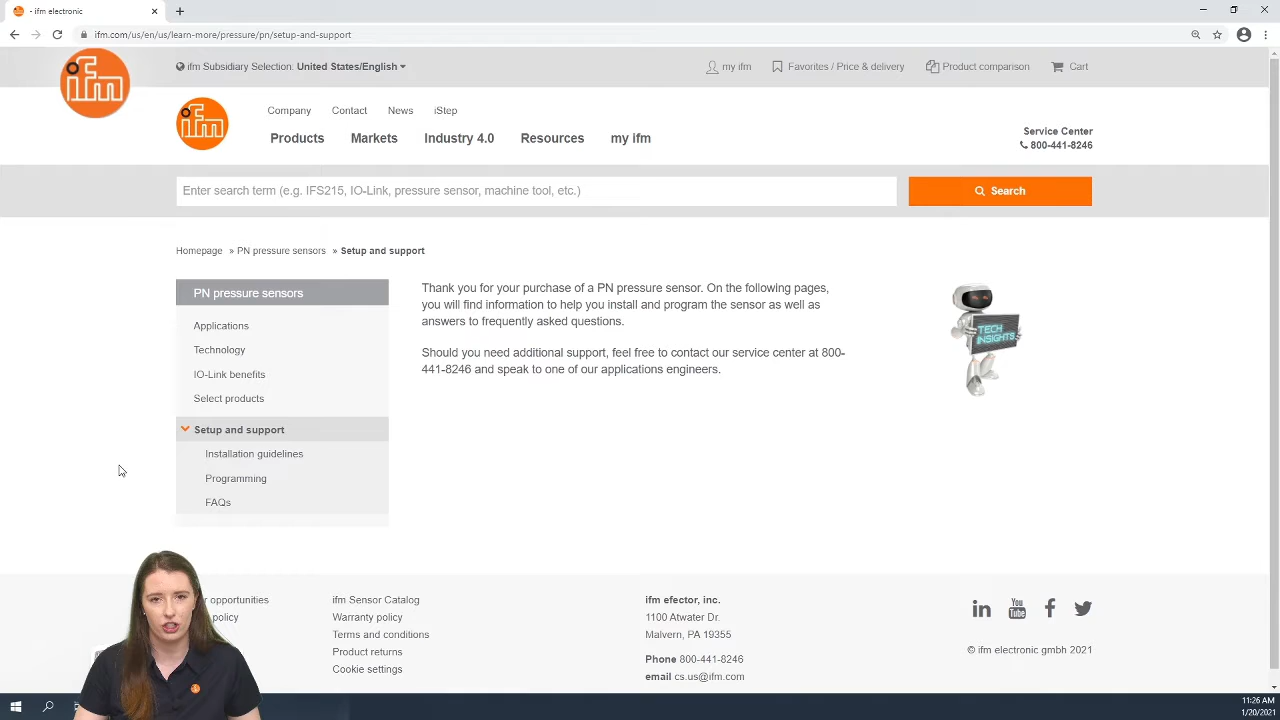 - ifm electronic
ifm.com/us/en/us/learn-more/pressure/pn/setup-and-support
ifm
ifm Subsidiary Selection: United States/English
my ifm
Favorites / Price & delivery
Product comparison
Cart
ifm
Company Contact News iStep
Products Markets Industry 4.0 Resources my ifm
Service Center
800-441-8246
Enter search term (e.g. IFS215, IO-Link, pressure sensor, machine tool, etc.)
Search
Homepage » PN pressure sensors » Setup and support
PN pressure sensors
Applications
Technology
IO-Link benefits
Select products
Setup and support
Installation guidelines
Programming
FAQs
Thank you for your purchase of a PN pressure sensor. On the following pages,
you will find information to help you install and program the sensor as well as
answers to frequently asked questions.
Should you need additional support, feel free to contact our service center at 800-
441-8246 and speak to one of our applications engineers.
TECH
INSIGHTS
opportunities
policy
ifm Sensor Catalog
Warranty policy
Terms and conditions
Product returns
Cookie settings
ifm efector, inc.
1100 Atwater Dr.
Malvern, PA 19355
Phone 800-441-8246
email cs.us@ifm.com
in
You
Tube
f
© ifm electronic gmbh 2021
11:26 AM
1/20/2021